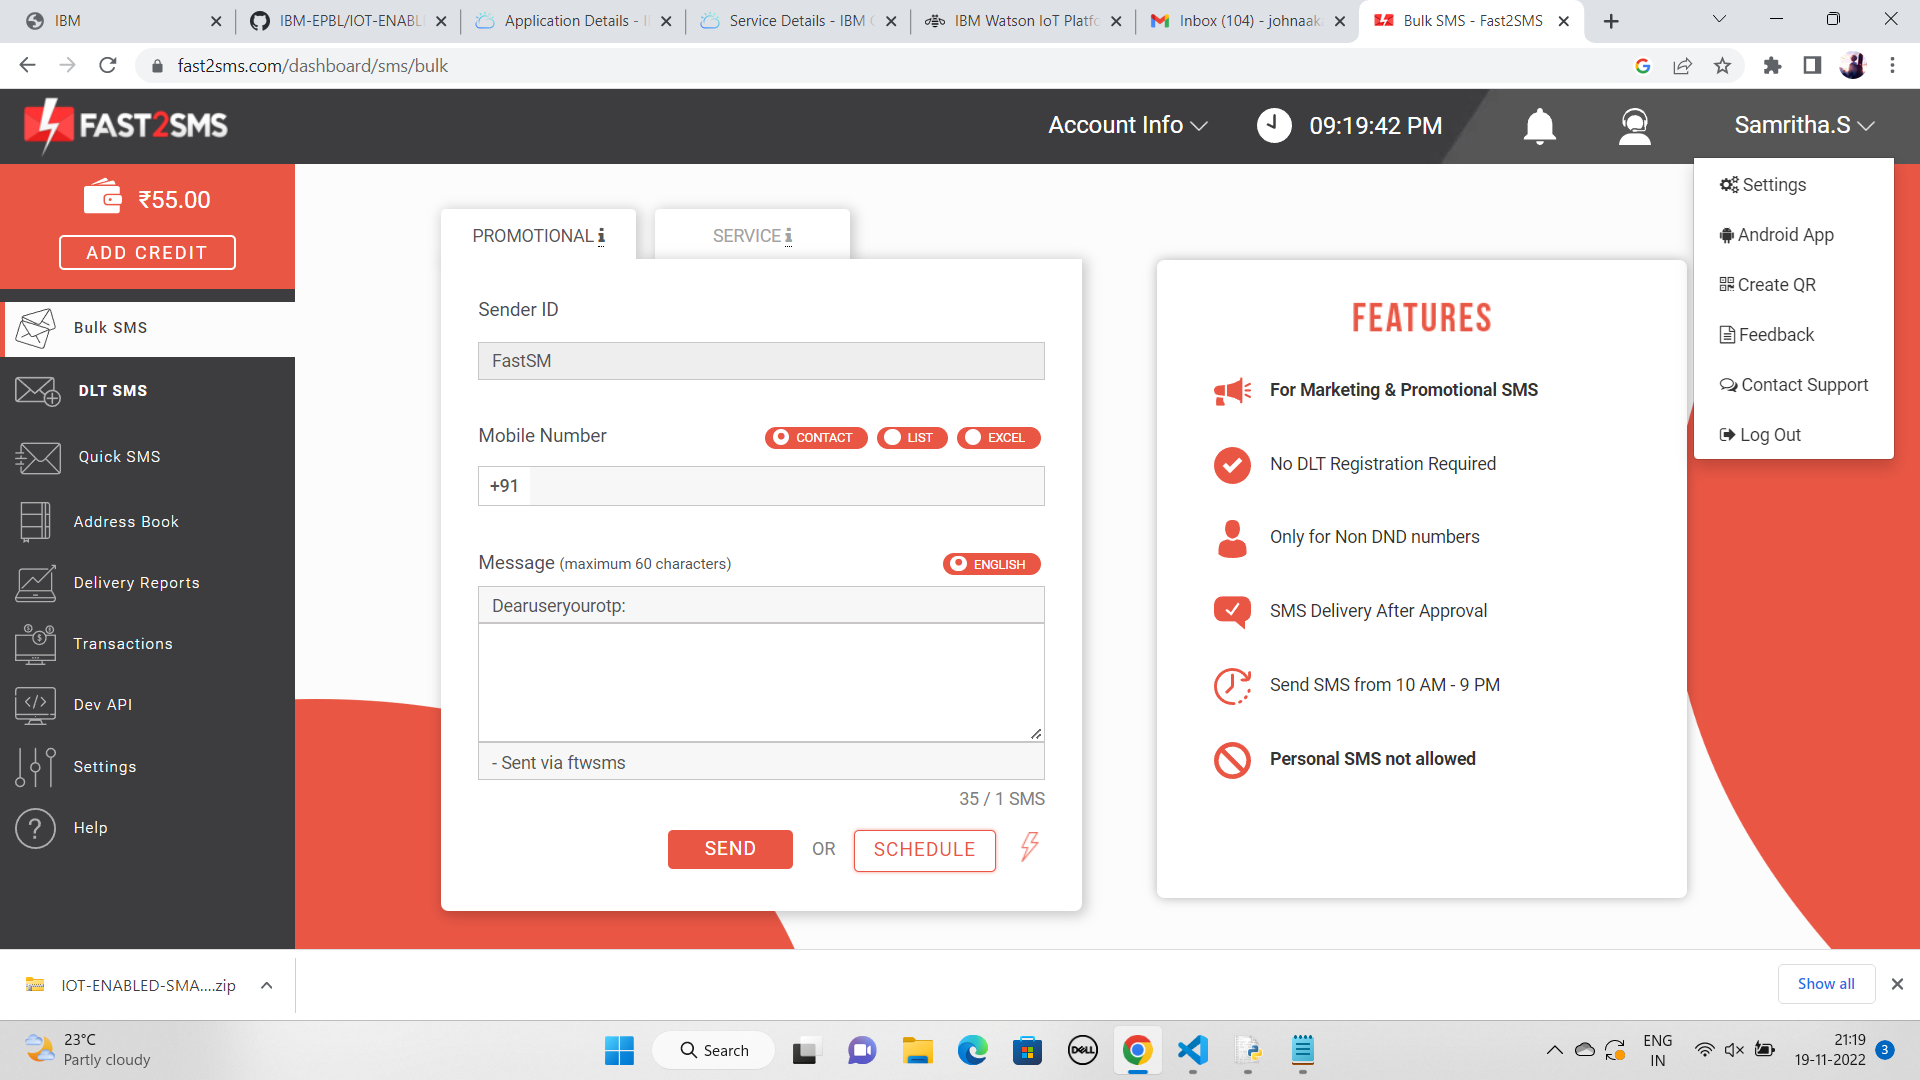 IBM
IBM-EPBL/IOT-ENABL
Application Details - I
Service Details - IBM
IBM Watson IoT Platf
Inbox (104) - johnaak
Bulk SMS - Fast2SMS
fast2sms.com/dashboard/sms/bulk
FAST2SMS
Account Info
09:19:42 PM
Samritha.S
₹55.00
ADD CREDIT
Bulk SMS
DLT SMS
Quick SMS
Address Book
Delivery Reports
Transactions
Dev API
Settings
Help
PROMOTIONAL i
SERVICE i
Sender ID
FastSM
Mobile Number
CONTACT
LIST
EXCEL
+91
Message (maximum 60 characters)
ENGLISH
Dearuseryourotp:
- Sent via ftwsms
35 / 1 SMS
SEND
OR
SCHEDULE
FEATURES
For Marketing & Promotional SMS
No DLT Registration Required
Only for Non DND numbers
SMS Delivery After Approval
Send SMS from 10 AM - 9 PM
Personal SMS not allowed
Settings
Android App
Create QR
Feedback
Contact Support
Log Out
IOT-ENABLED-SMA....zip
Show all
23°C
Partly cloudy
Search
DELL
ENG
IN
21:19
19-11-2022
3